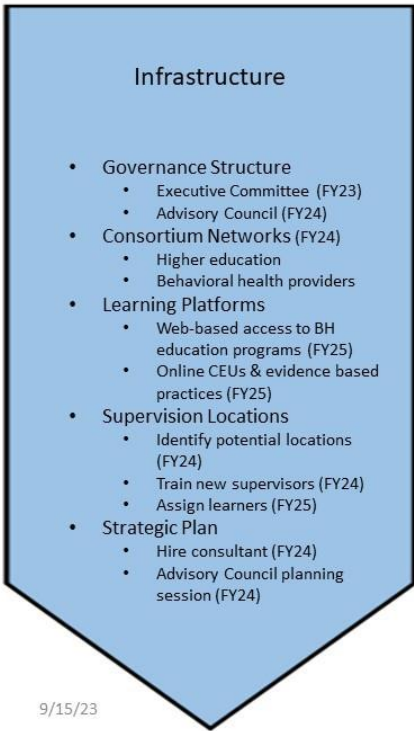 Infrastructure
• Governance Structure
• Executive Committee (FY23)
• Advisory Council (FY24)
• Consortium Networks (FY24)
• Higher education
• Behavioral health providers
• Learning Platforms
• Web-based access to BH
education programs (FY25)
• Online CEUs & evidence based
practices (FY25)
• Supervision Locations
• Identify potential locations
(FY24)
• Train new supervisors (FY24)
• Assign learners (FY25)
• Strategic Plan
• Hire consultant (FY24)
• Advisory Council planning
session (FY24)
9/15/23